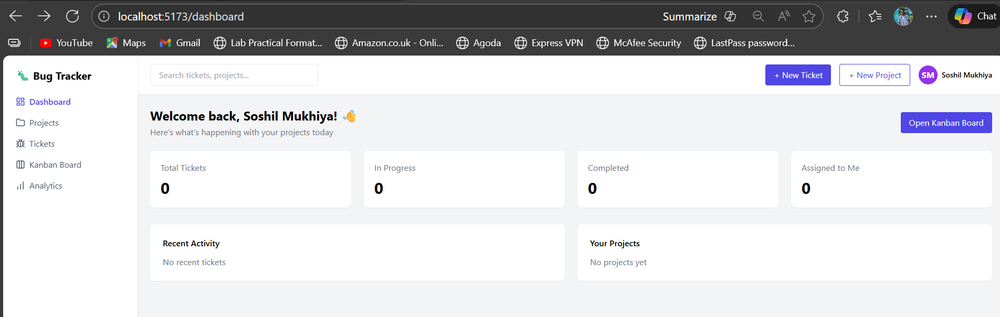 localhost:5173/dashboard
Summarize
Chat
YouTube
Maps
Gmail
Lab Practical Format...
Amazon.co.uk - Onli...
Agoda
Express VPN
McAfee Security
LastPass password...
Bug Tracker
Dashboard
Projects
Tickets
Kanban Board
Analytics
Search tickets, projects...
+ New Ticket
+ New Project
SM
Soshil Mukhiya
Welcome back, Soshil Mukhiya! 👋
Here's what's happening with your projects today
Open Kanban Board
Total Tickets
0
In Progress
0
Completed
0
Assigned to Me
0
Recent Activity
No recent tickets
Your Projects
No projects yet